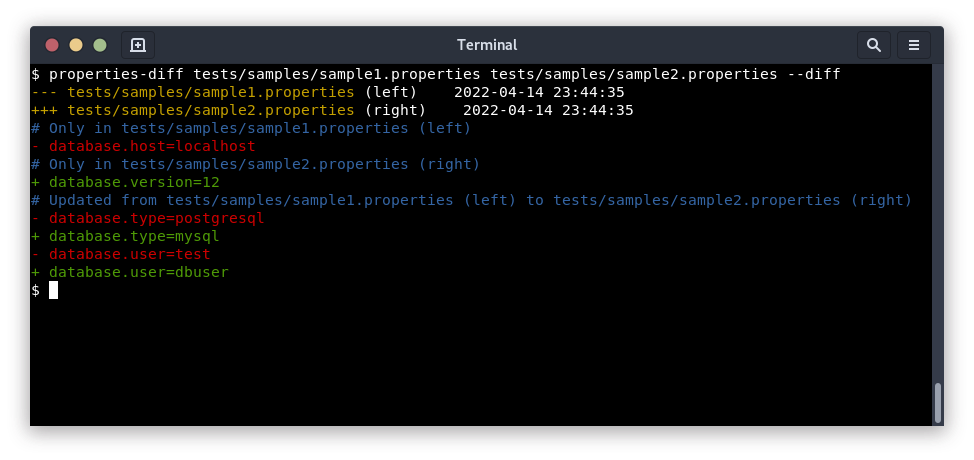 Terminal
$ properties-diff tests/samples/sample1.properties tests/samples/sample2.properties --diff
--- tests/samples/sample1.properties (left)    2022-04-14 23:44:35
+++ tests/samples/sample2.properties (right)    2022-04-14 23:44:35
# Only in tests/samples/sample1.properties (left)
- database.host=localhost
# Only in tests/samples/sample2.properties (right)
+ database.version=12
# Updated from tests/samples/sample1.properties (left) to tests/samples/sample2.properties (right)
- database.type=postgresql
+ database.type=mysql
- database.user=test
+ database.user=dbuser
$